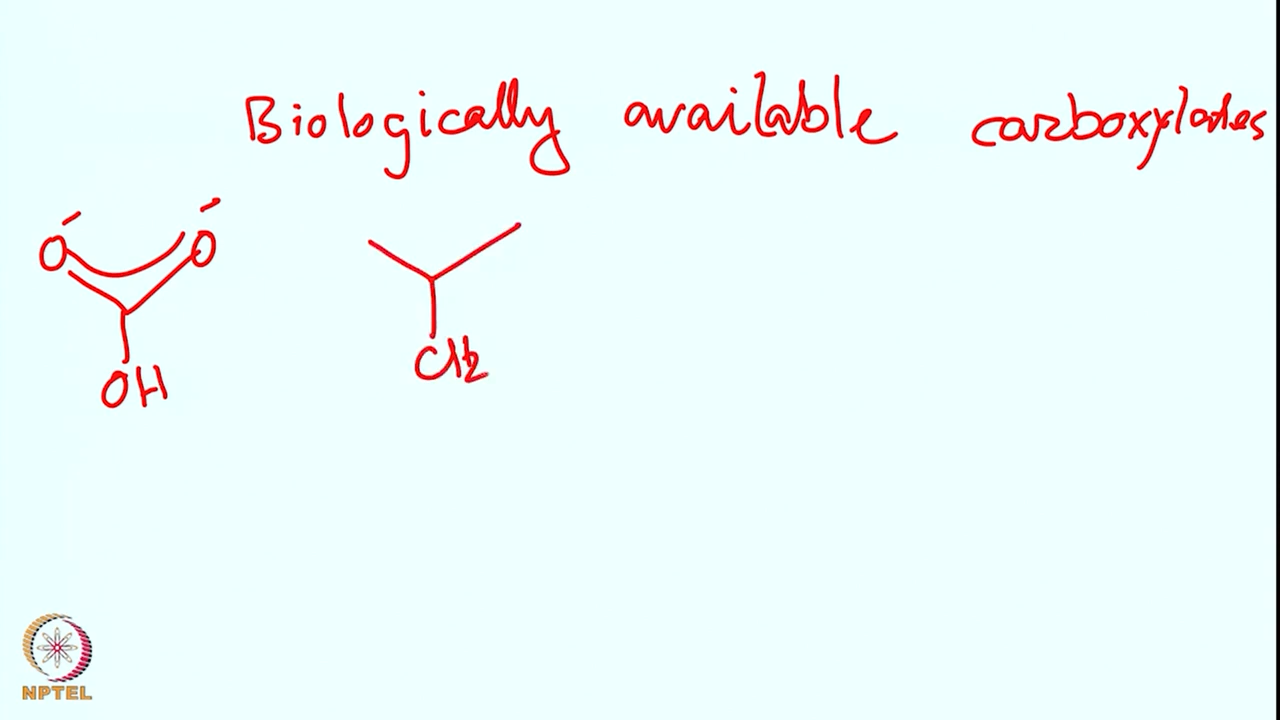 Biologically available carboxylates
O⁻ O⁻
OH
CH2
NPTEL